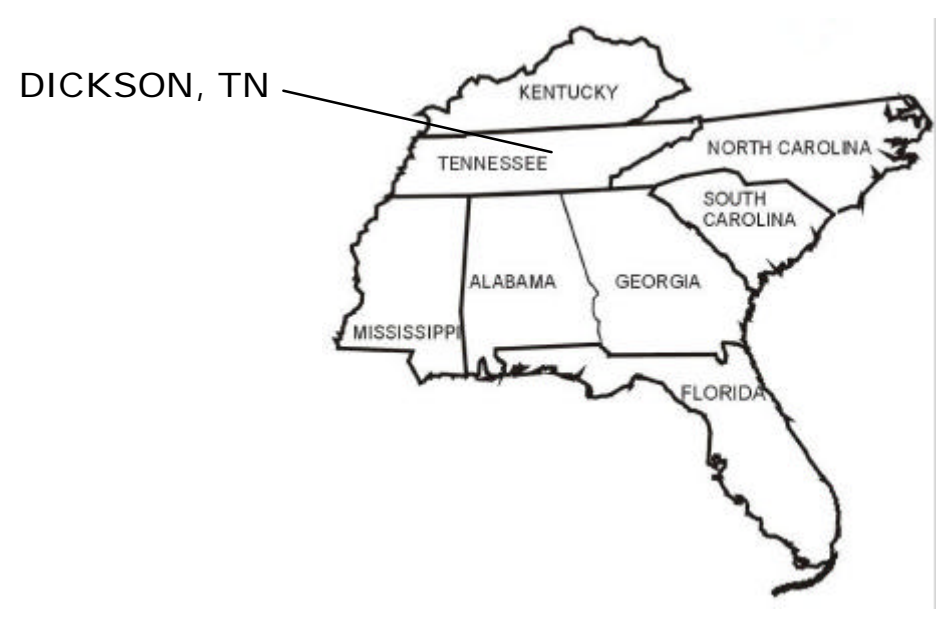 DICKSON, TN
KENTUCKY
TENNESSEE
NORTH CAROLINA
SOUTH
CAROLINA
ALABAMA
GEORGIA
MISSISSIPPI
FLORIDA